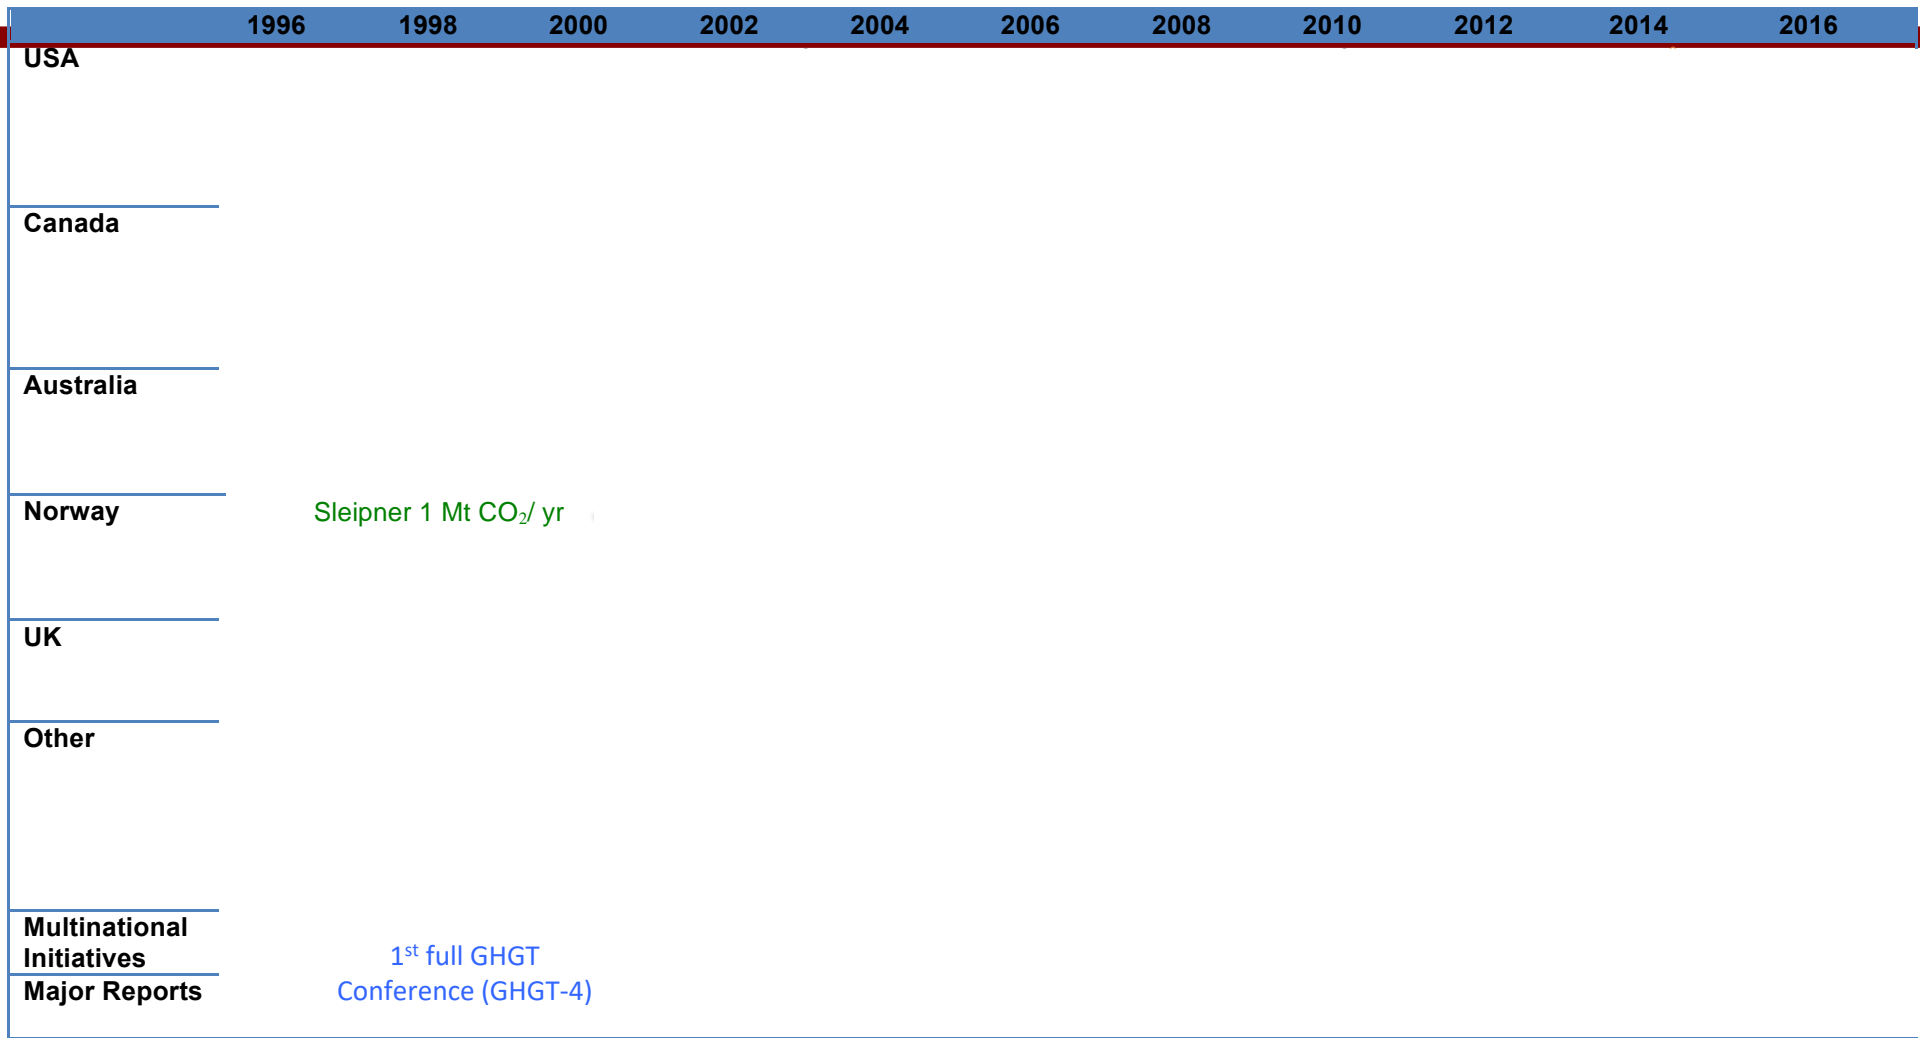 1996 1998 2000 2002 2004 2006 2008 2010 2012 2014 2016
USA
Canada
Australia
Norway Sleipner 1 Mt CO₂/ yr
UK
Other
Multinational
Initiatives 1st full GHGT
Major Reports Conference (GHGT-4)